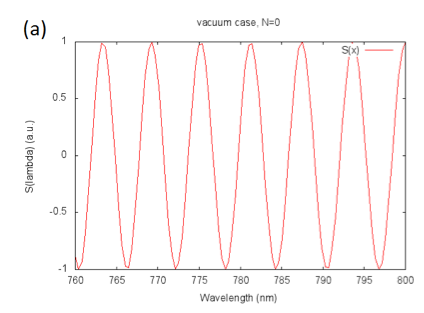 (a)
vacuum case, N=0
S(x)
1
0.5
0
-0.5
-1
S(lambda) (a.u.)
760 765 770 775 780 785 790 795 800
Wavelength (nm)